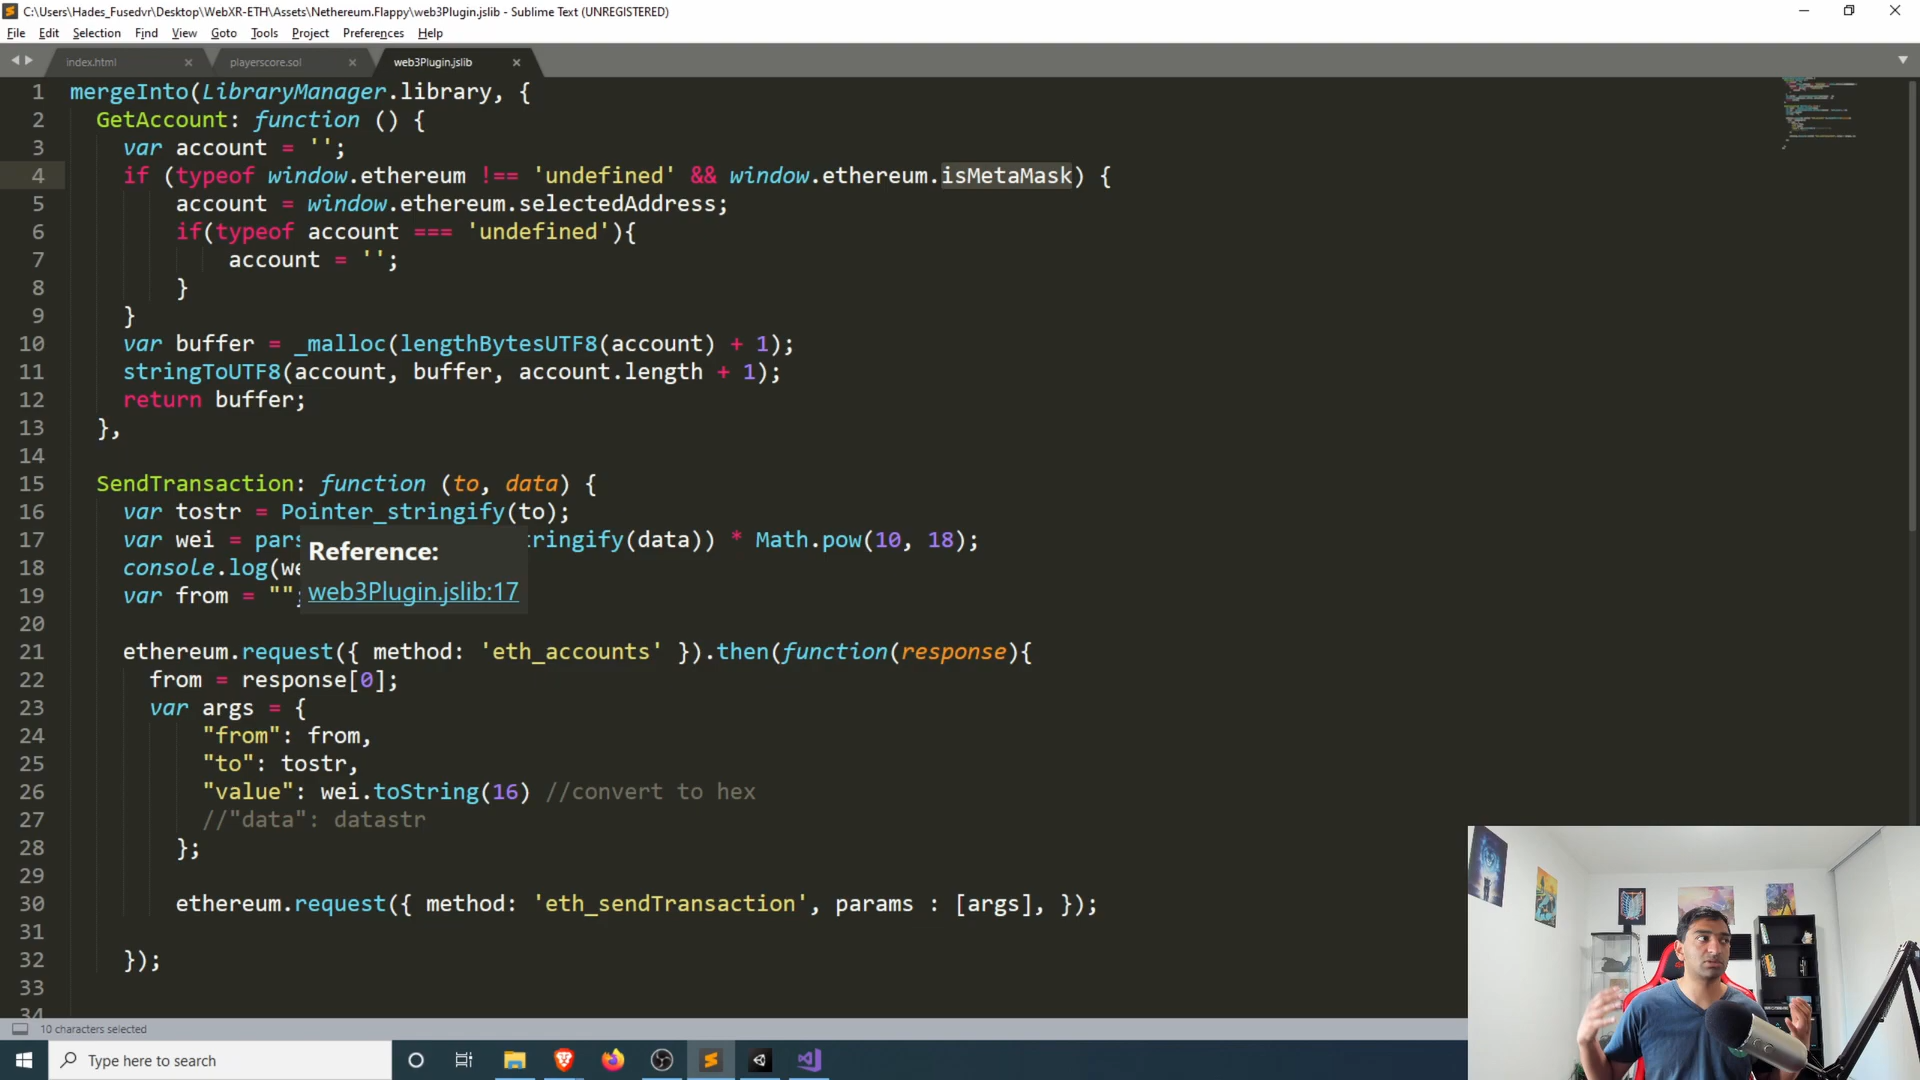 C:\Users\Hades_Fusedvr\Desktop\WebXR-ETH\Assets\Nethereum.Flappy\web3Plugin.jslib - Sublime Text (UNREGISTERED)
File Edit Selection Find View Goto Tools Project Preferences Help
index.html playerscore.sol web3Plugin.jslib
1 mergeInto(LibraryManager.library, {
2 GetAccount: function () {
3 var account = '';
4 if (typeof window.ethereum !== 'undefined' && window.ethereum.isMetaMask) {
5 account = window.ethereum.selectedAddress;
6 if(typeof account === 'undefined'){
7 account = '';
8 }
9 }
10 var buffer = _malloc(lengthBytesUTF8(account) + 1);
11 stringToUTF8(account, buffer, account.length + 1);
12 return buffer;
13 },
14
15 SendTransaction: function (to, data) {
16 var tostr = Pointer_stringify(to);
17 var wei = pars tringify(data)) * Math.pow(10, 18);
Reference:
18 console.log(we
web3Plugin.jslib:17
19 var from = "";
20
21 ethereum.request({ method: 'eth_accounts' }).then(function(response){
22 from = response[0];
23 var args = {
24 "from": from,
25 "to": tostr,
26 "value": wei.toString(16) //convert to hex
27 //"data": datastr
28 };
29
30 ethereum.request({ method: 'eth_sendTransaction', params : [args], });
31
32 });
33
34
10 characters selected
Type here to search